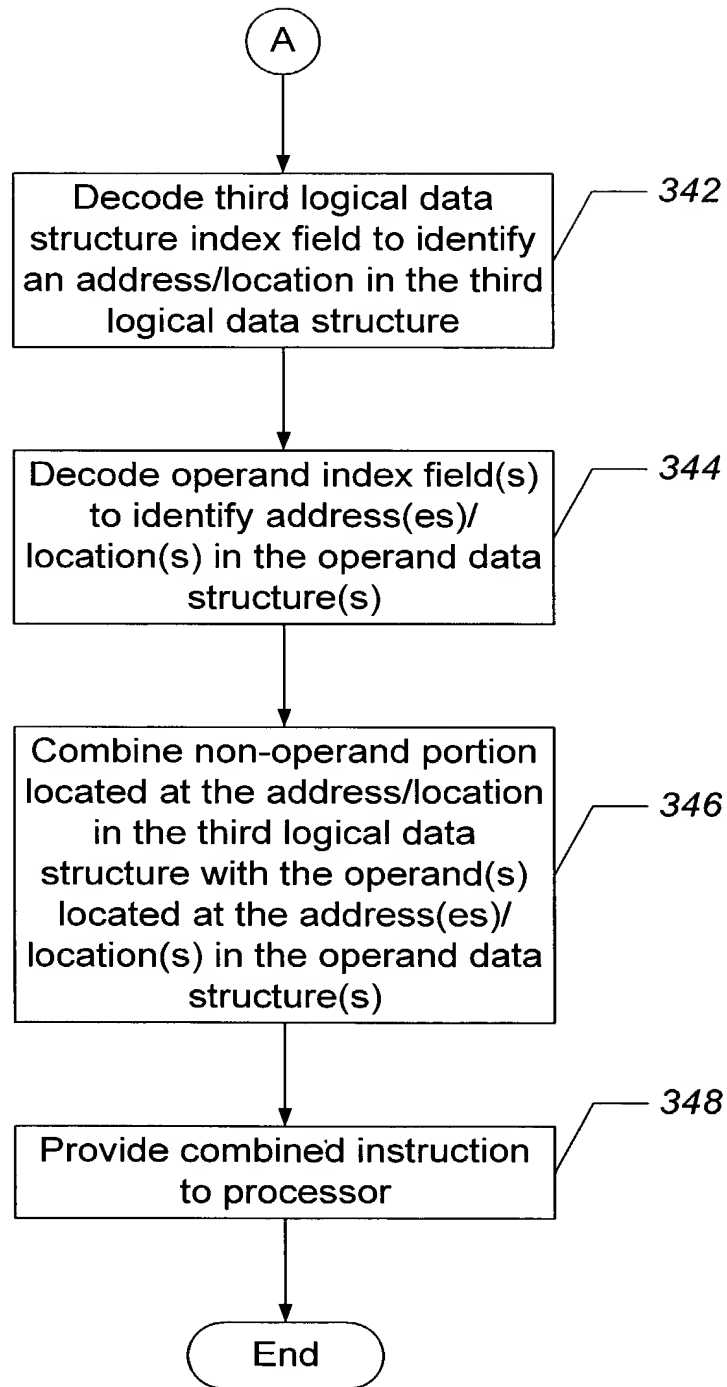 A
Decode third logical data
structure index field to identify
an address/location in the third
logical data structure
342
Decode operand index field(s)
to identify address(es)/
location(s) in the operand data
structure(s)
344
Combine non-operand portion
located at the address/location
in the third logical data
structure with the operand(s)
located at the address(es)/
location(s) in the operand data
structure(s)
346
Provide combined instruction
to processor
348
End